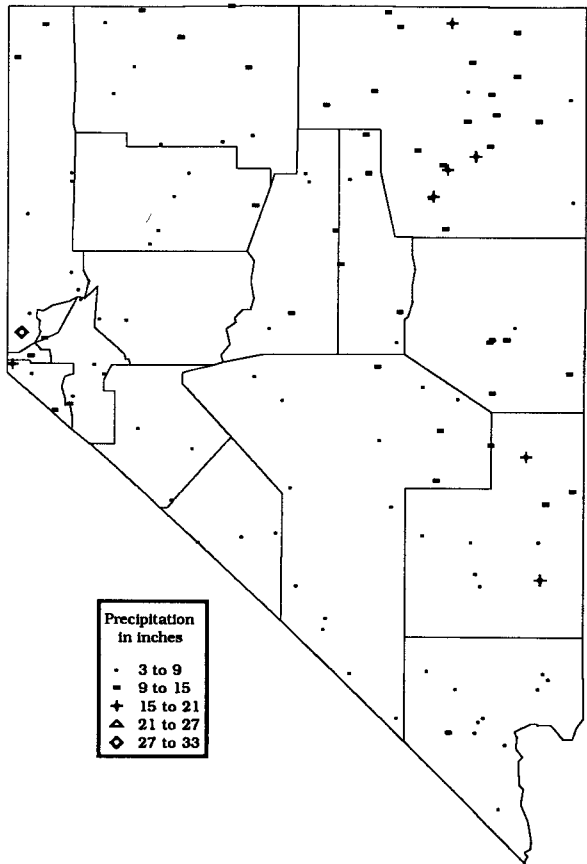 Precipitation
in inches
3 to 9
9 to 15
15 to 21
21 to 27
27 to 33